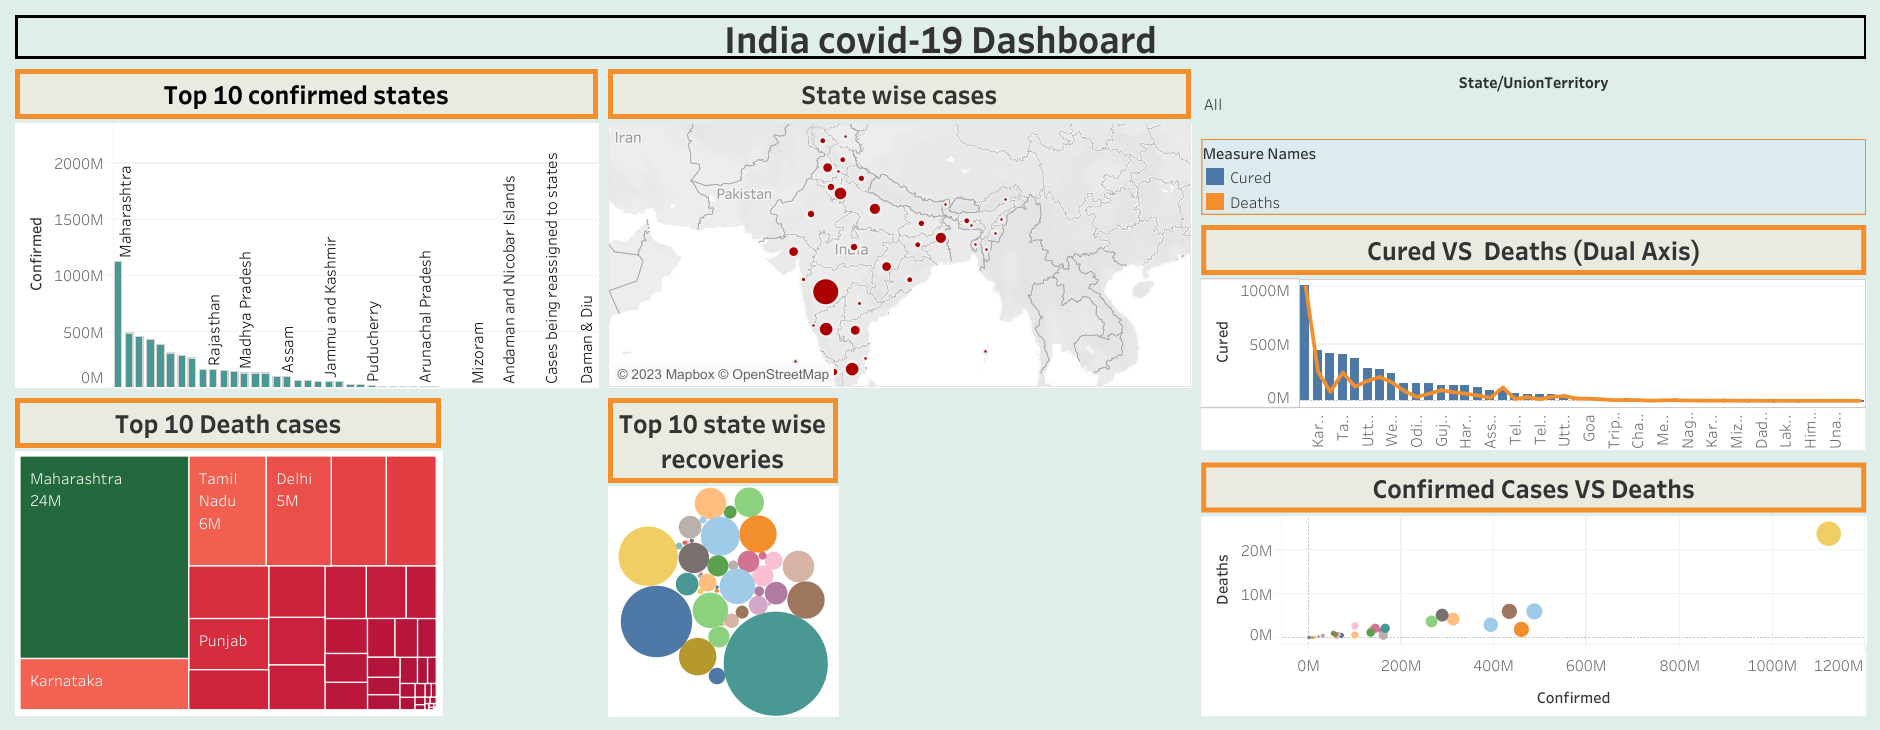 India covid-19 Dashboard
Top 10 confirmed states
Confirmed
2000M
1500M
1000M
500M
0M
Maharashtra
Rajasthan
Madhya Pradesh
Assam
Jammu and Kashmir
Puducherry
Arunachal Pradesh
Mizoram
Andaman and Nicobar Islands
Cases being reassigned to states
Daman & Diu
State wise cases
Iran
Pakistan
India
© 2023 Mapbox © OpenStreetMap
State/UnionTerritory
All
Measure Names
Cured
Deaths
Cured VS Deaths (Dual Axis)
Cured
1000M
500M
0M
Kar..
Ta..
Utt..
We..
Odi..
Guj..
Har..
Ass..
Tel..
Tel..
Utt..
Goa
Trip..
Cha..
Me..
Nag..
Kar..
Miz..
Dad..
Lak..
Him..
Una..
Top 10 Death cases
Maharashtra
24M
Tamil
Nadu
6M
Delhi
5M
Punjab
Karnataka
Top 10 state wise
recoveries
Confirmed Cases VS Deaths
Deaths
20M
10M
0M
0M
200M
400M
600M
800M
1000M
1200M
Confirmed